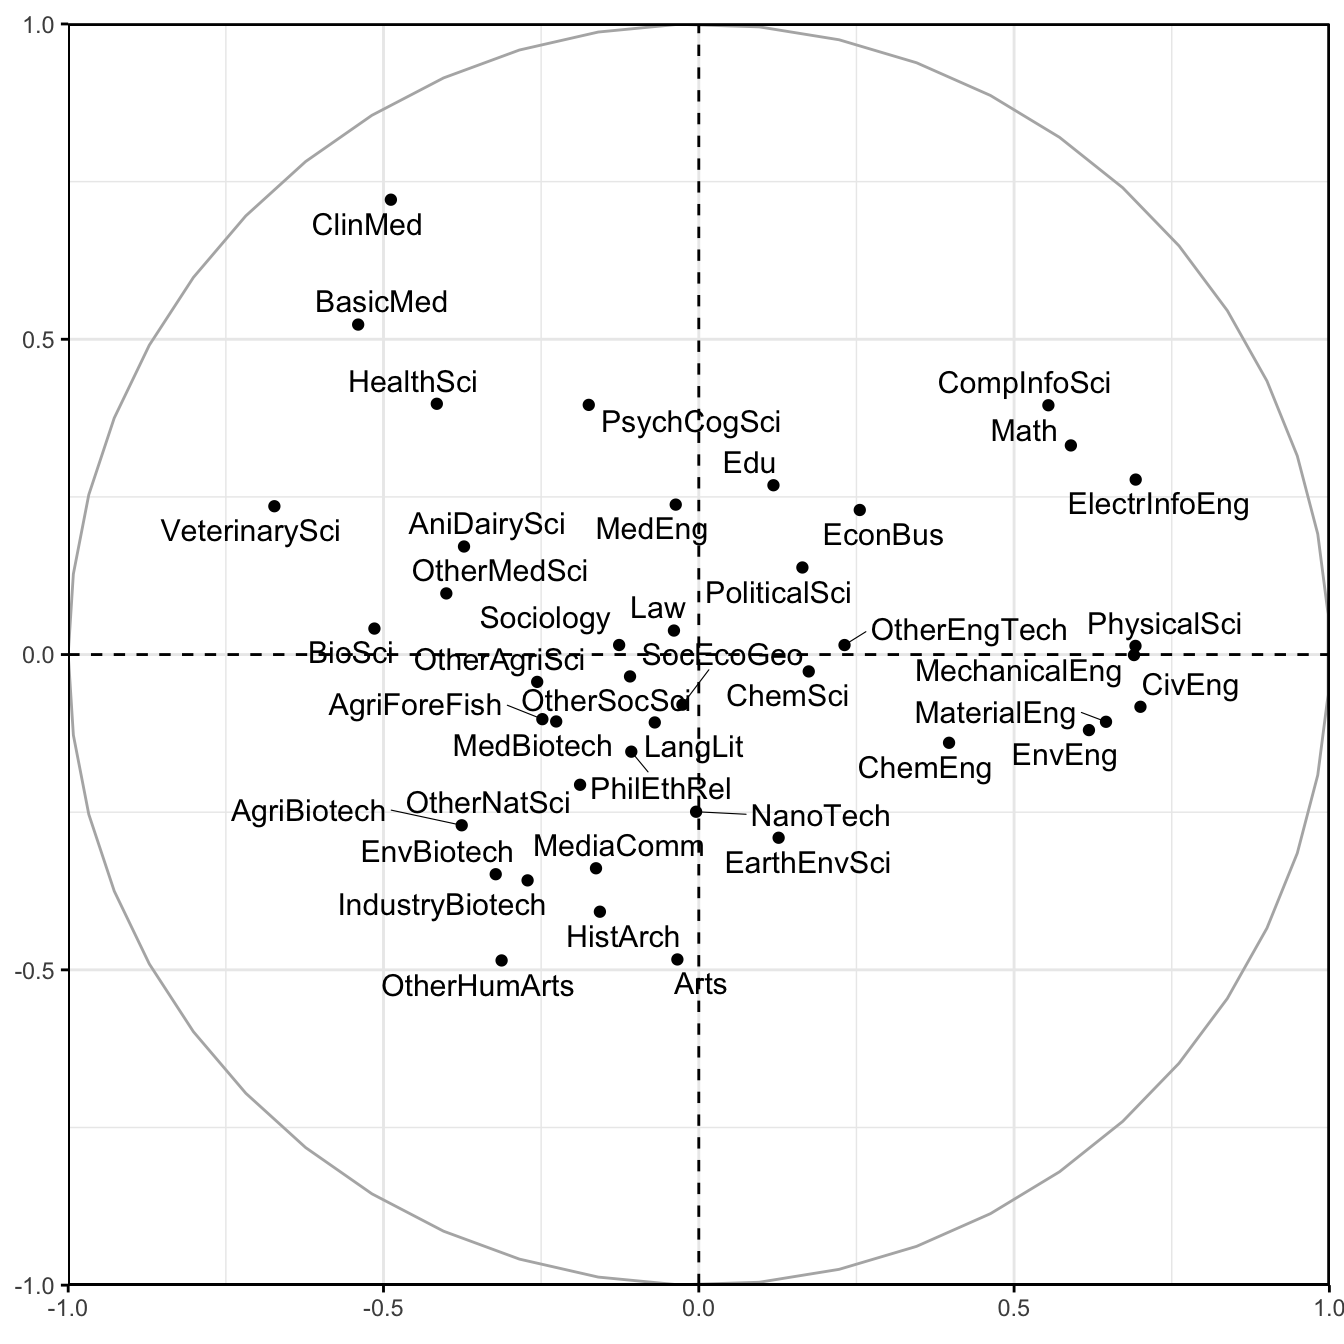 1.0
ClinMed
BasicMed
0.5
HealthSci
CompInfoSci
PsychCogSci
Math
Edu
ElectrInfoEng
VeterinarySci
AniDairySci
MedEng
EconBus
OtherMedSci
PoliticalSci
Sociology
Law
OtherEngTech
PhysicalSci
0.0
BioSci
OtherAgriSci
SocEcoGeo
MechanicalEng
CivEng
ChemSci
AgriForeFish
OtherSocSci
MaterialEng
MedBiotech
LangLit
EnvEng
ChemEng
PhilEthRel
AgriBiotech
OtherNatSci
NanoTech
EnvBiotech
MediaComm
EarthEnvSci
IndustryBiotech
HistArch
-0.5
OtherHumArts
Arts
-1.0
-1.0 -0.5 0.0 0.5 1.0